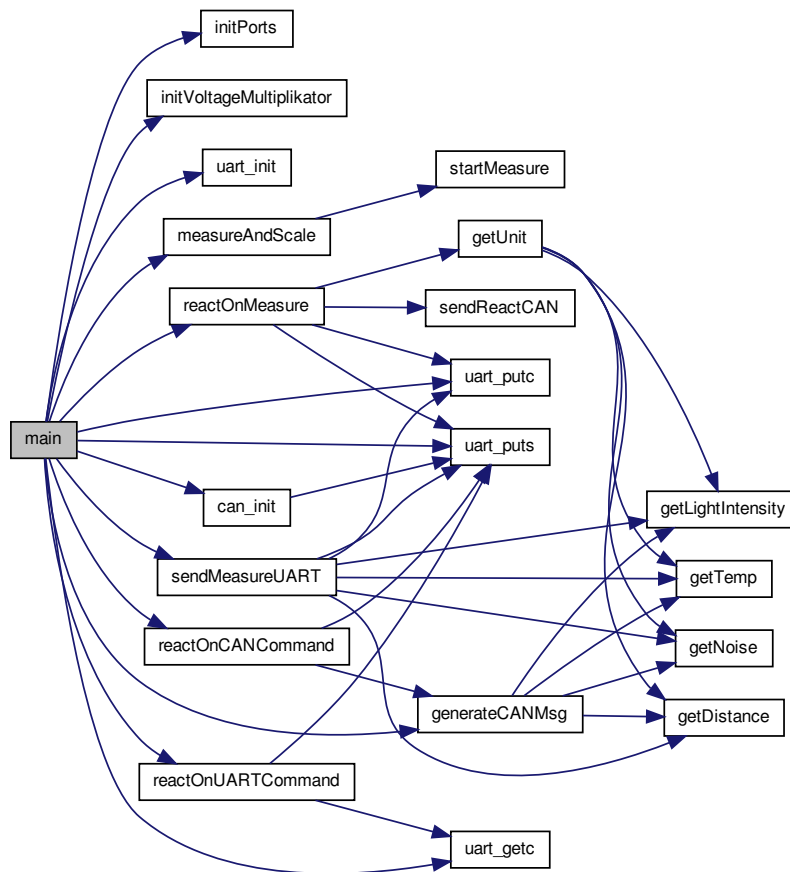 initPorts
initVoltageMultiplikator
uart_init
startMeasure
measureAndScale
getUnit
reactOnMeasure
sendReactCAN
uart_putc
main
uart_puts
can_init
getLightIntensity
sendMeasureUART
getTemp
reactOnCANCommand
getNoise
generateCANMsg
getDistance
reactOnUARTCommand
uart_getc